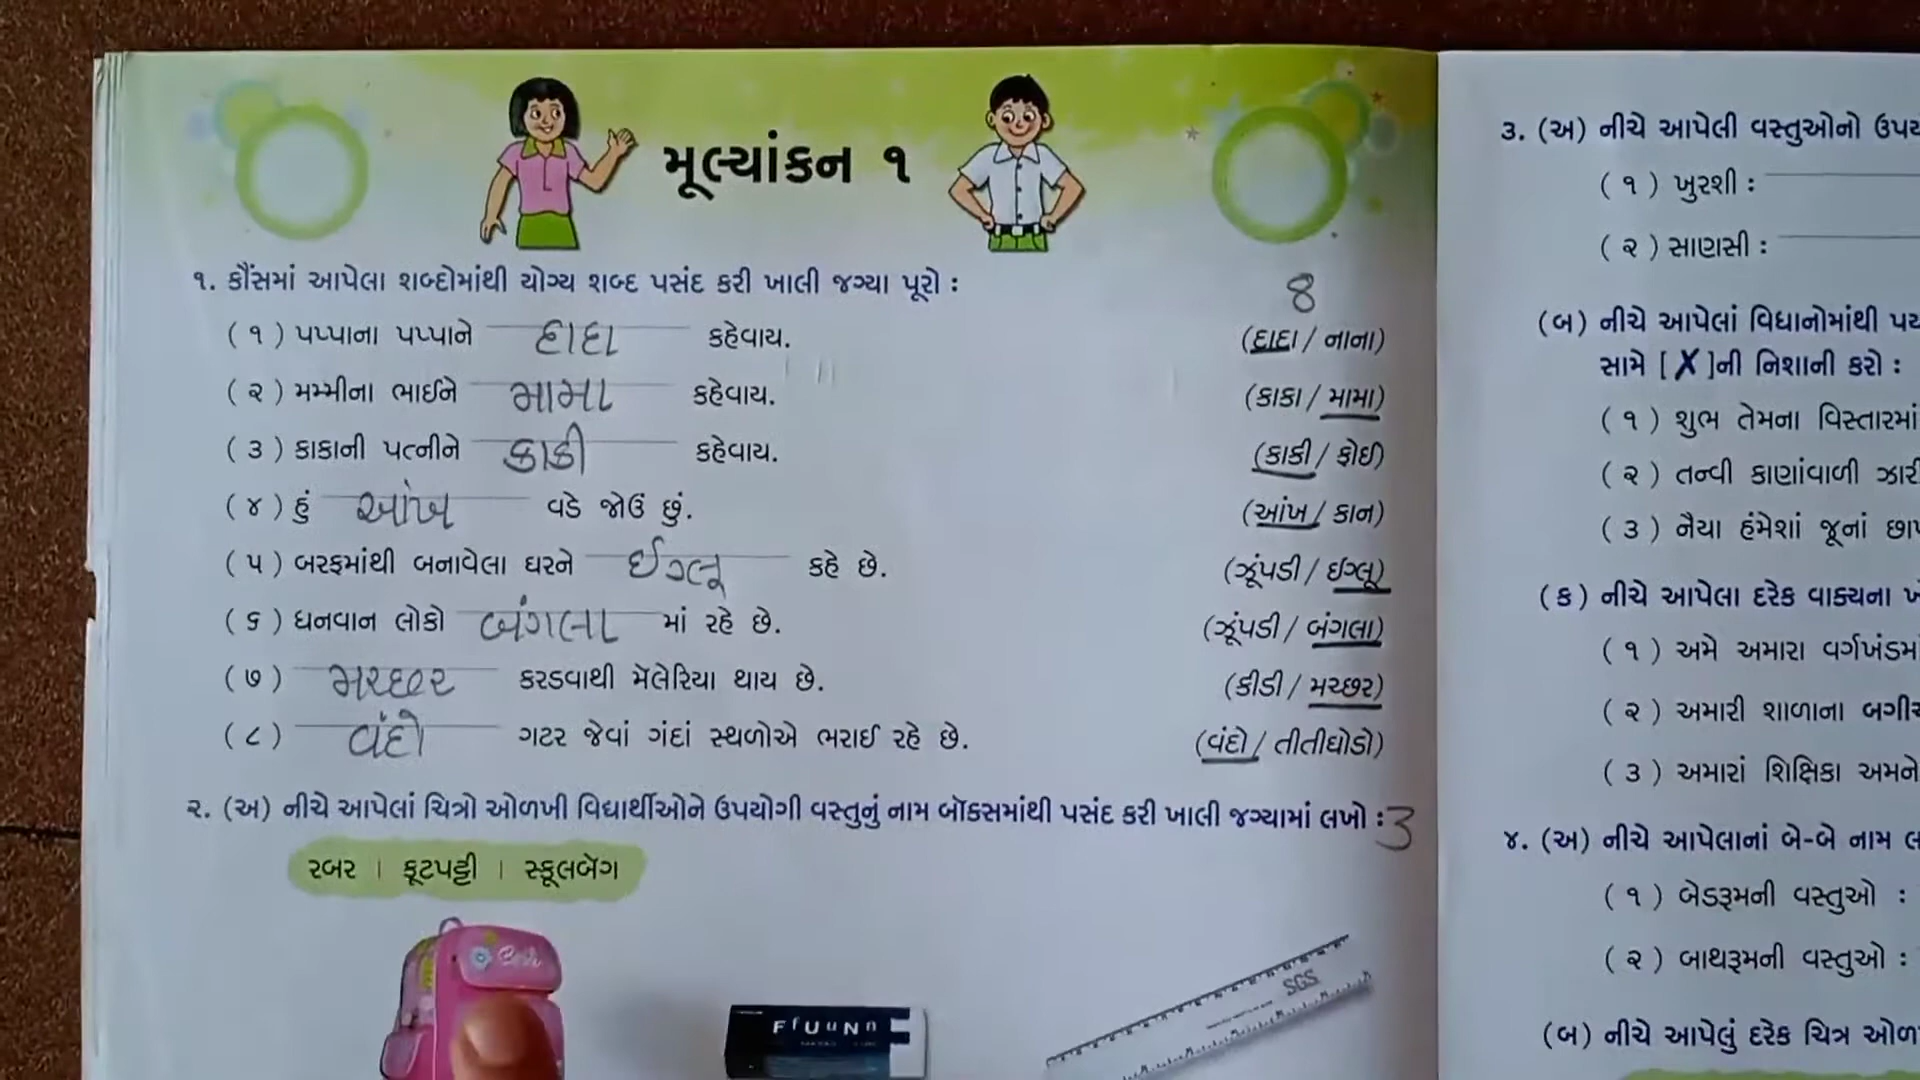 મૂલ્યાંકન ૧
૧. કૌંસમાં આપેલા શબ્દોમાંથી યોગ્ય શબ્દ પસંદ કરી ખાલી જગ્યા પૂરો : 8
( ૧ ) પપ્પાના પપ્પાને દાદા કહેવાય. (દાદા / નાના)
( ૨ ) મમ્મીના ભાઈને મામા કહેવાય. (કાકા / મામા)
( ૩ ) કાકાની પત્નીને કાકી કહેવાય. (કાકી / ફોઈ)
( ૪ ) હું આંખ વડે જોઉં છું. (આંખ / કાન)
( ૫ ) બરફમાંથી બનાવેલા ઘરને ઈગ્લૂ કહે છે. (ઝૂંપડી / ઇગ્લૂ)
( ૬ ) ધનવાન લોકો બંગલા માં રહે છે. (ઝૂંપડી / બંગલા)
( ૭ ) મચ્છર કરડવાથી મૅલેરિયા થાય છે. (કીડી / મચ્છર)
( ૮ ) વંદો ગટર જેવાં ગંદાં સ્થળોએ ભરાઈ રહે છે. (વંદો / તીતીઘોડો)
૨. (અ) નીચે આપેલાં ચિત્રો ઓળખી વિદ્યાર્થીઓને ઉપયોગી વસ્તુનું નામ બૉક્સમાંથી પસંદ કરી ખાલી જગ્યામાં લખો : 3
રબર | ફૂટપટ્ટી | સ્કૂલબૅગ
FfUuNn
SGS
૩. (અ) નીચે આપેલી વસ્તુઓનો
( ૧ ) ખુરશી :
( ૨ ) સાણસી :
(બ) નીચે આપેલાં વિધાનોમાંથી
સામે [ X ]ની નિશાની કરો :
( ૧ ) શુભ તેમના વિસ્તારમાં
( ૨ ) તન્વી કાણાંવાળી
( ૩ ) નૈયા હંમેશાં જૂનાં
(ક) નીચે આપેલા દરેક વાક્યના
( ૧ ) અમે અમારા
( ૨ ) અમારી શાળાના
( ૩ ) અમારાં શિક્ષિકા અમને
૪. (અ) નીચે આપેલાનાં બે-બે નામ
( ૧ ) બેડરૂમની વસ્તુઓ :
( ૨ ) બાથરૂમની વસ્તુઓ :
(બ) નીચે આપેલું દરેક ચિત્ર